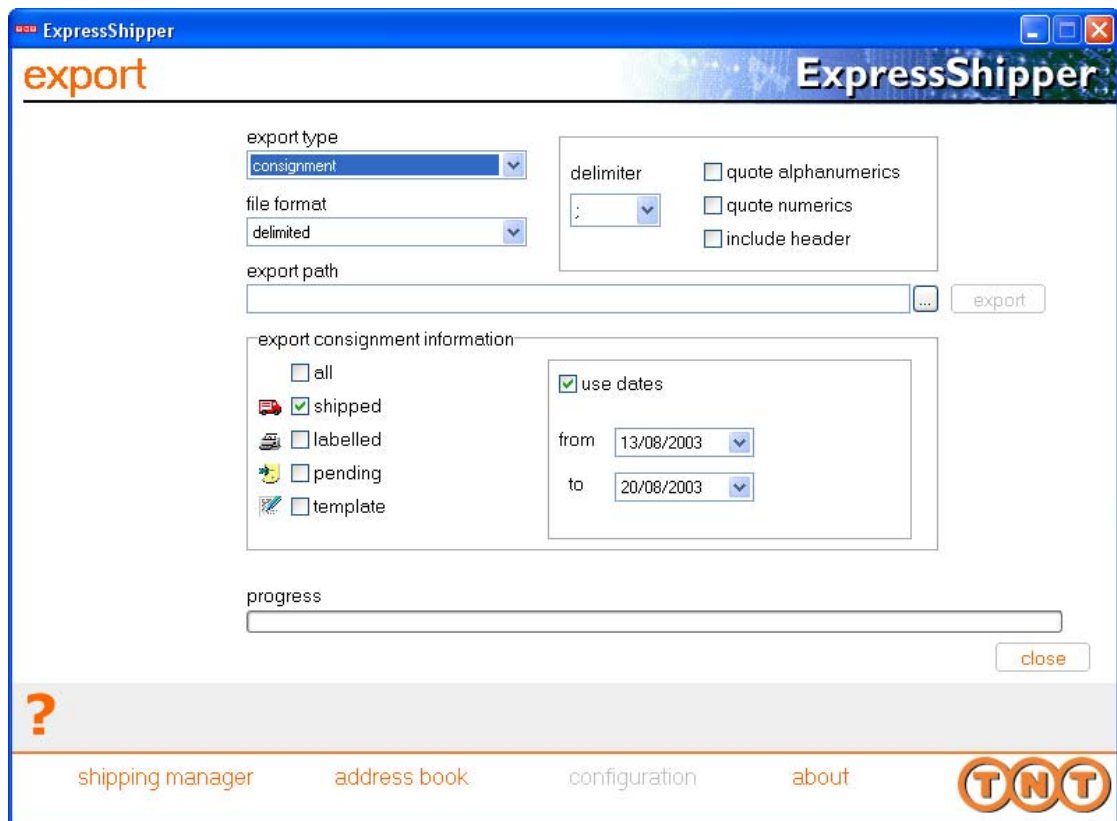 ExpressShipper
export
ExpressShipper
export type
consignment
file format
delimited
delimiter
;
quote alphanumerics
quote numerics
include header
export path
...
export
export consignment information
all
shipped
labelled
pending
template
use dates
from 13/08/2003
to 20/08/2003
progress
close
?
shipping manager address book configuration about
TNT